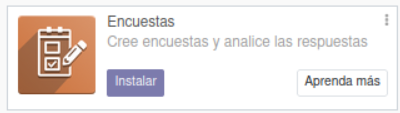 Encuestas
Cree encuestas y analice las respuestas
Instalar
Aprenda más